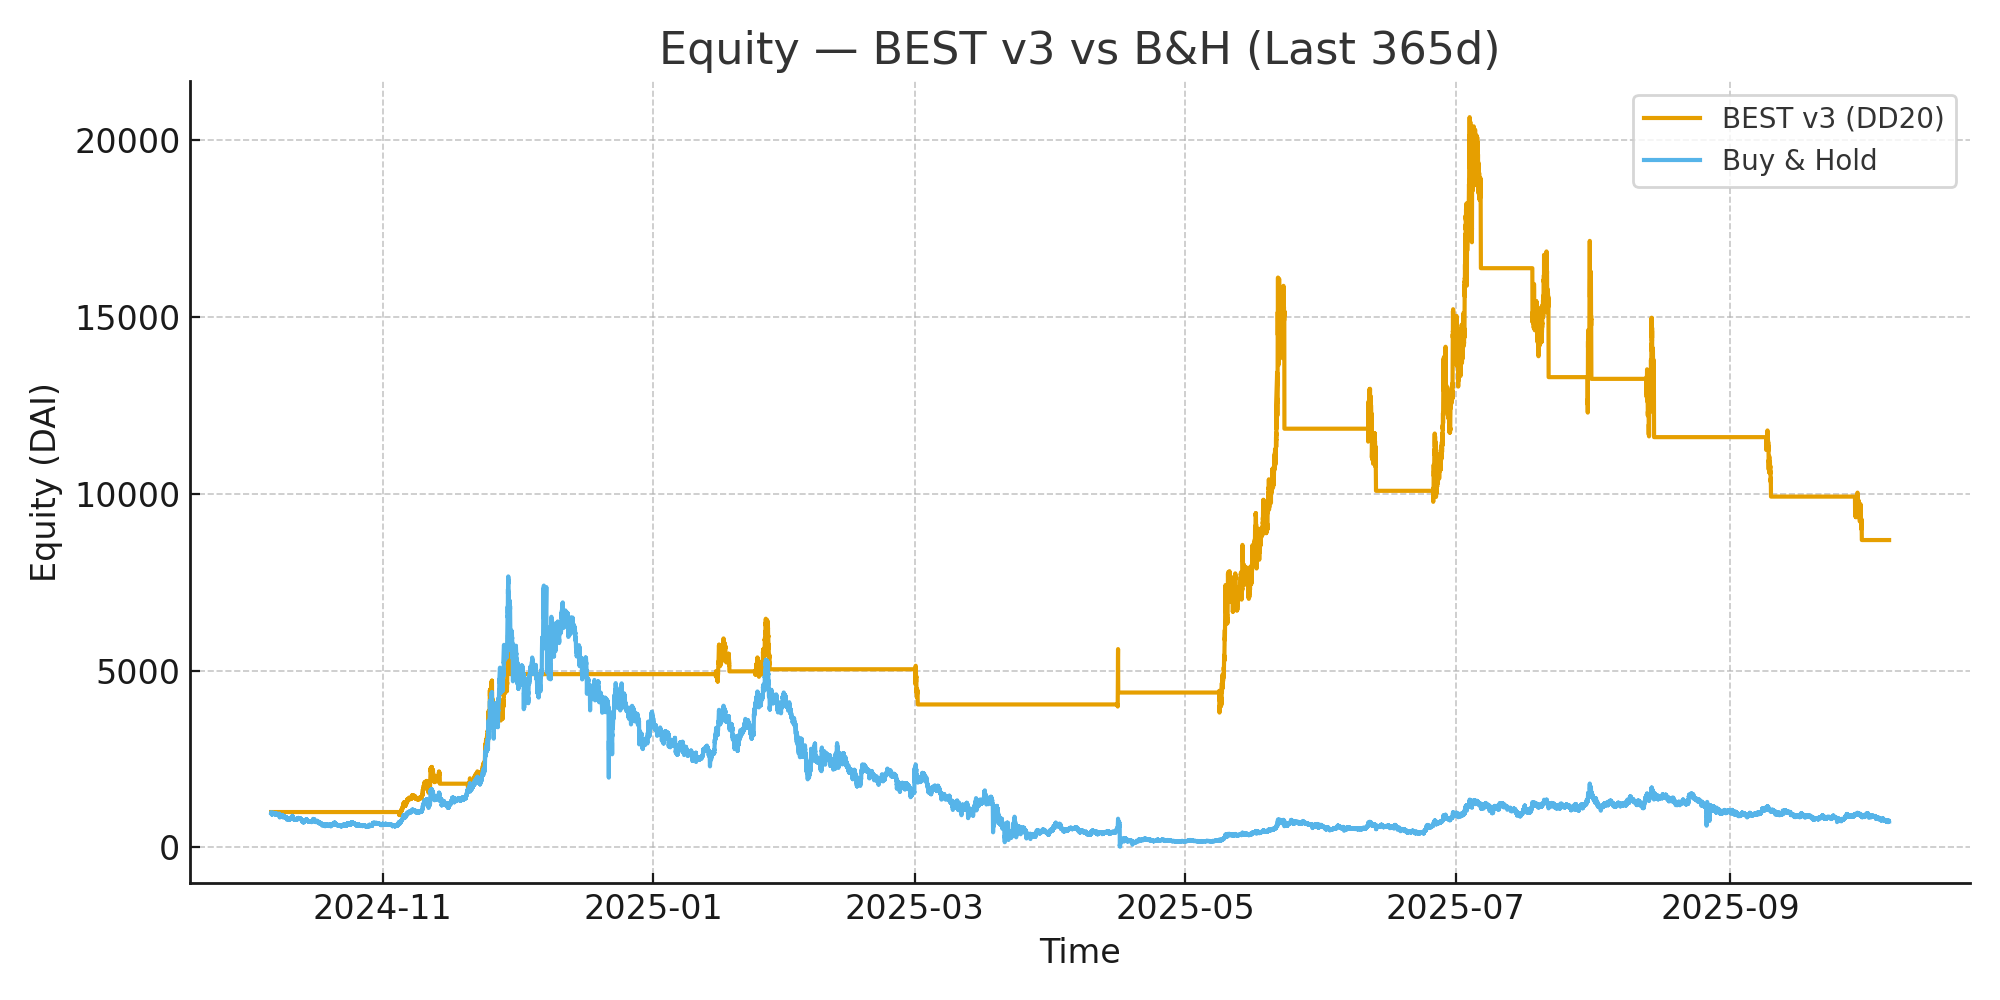 Equity — BEST v3 vs B&H (Last 365d)
BEST v3 (DD20)
Buy & Hold
Equity (DAI)
20000
15000
10000
5000
0
2024-11
2025-01
2025-03
2025-05
2025-07
2025-09
Time